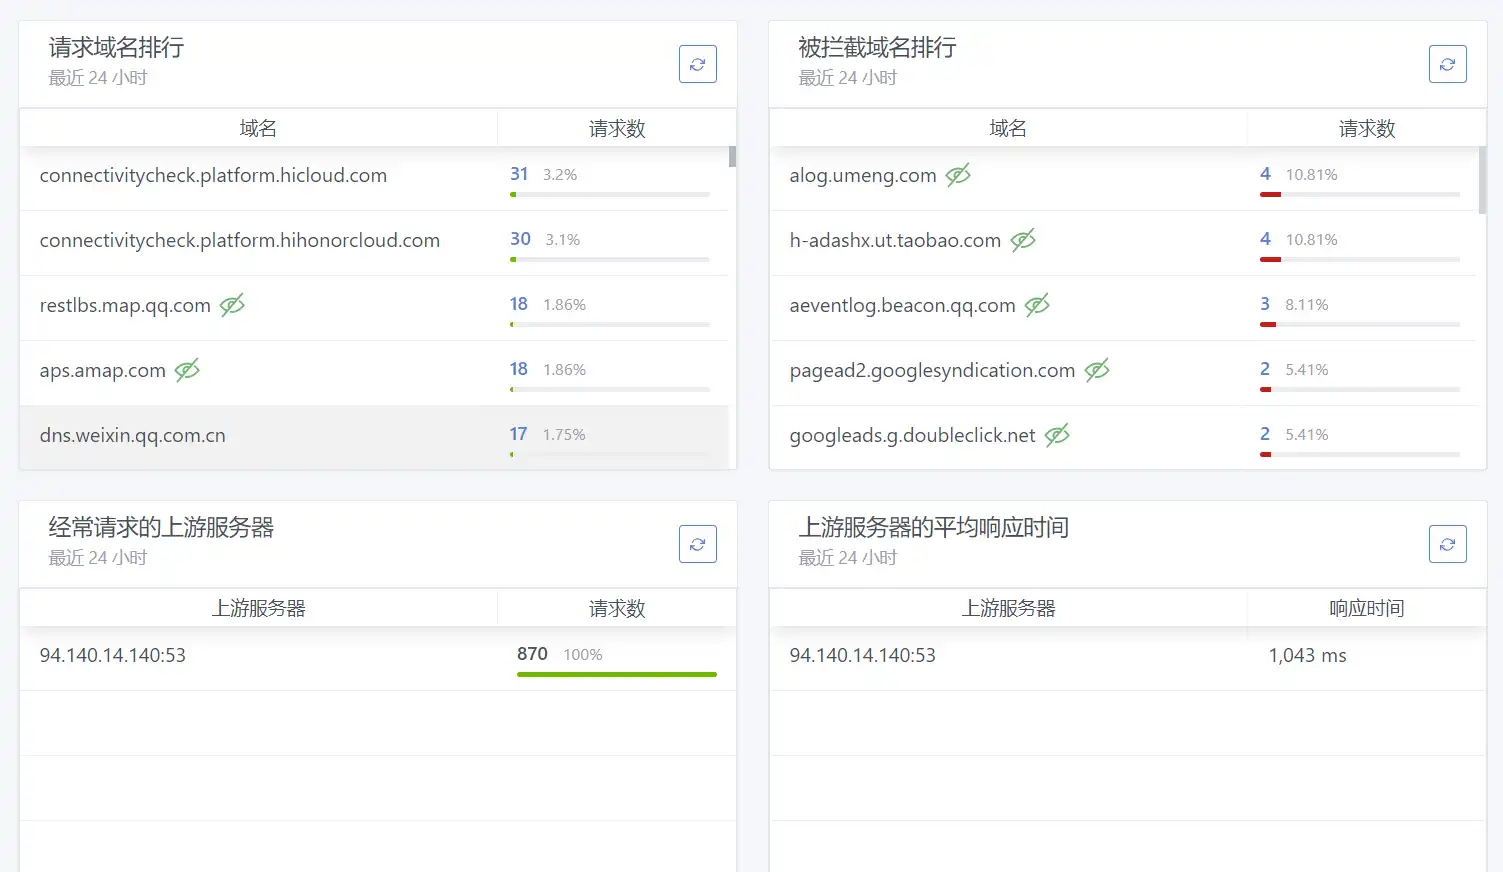 请求域名排行
最近 24 小时
域名 请求数
connectivitycheck.platform.hicloud.com 31 3.2%
connectivitycheck.platform.hihonorcloud.com 30 3.1%
restlbs.map.qq.com 18 1.86%
aps.amap.com 18 1.86%
dns.weixin.qq.com.cn 17 1.75%
被拦截域名排行
最近 24 小时
域名 请求数
alog.umeng.com 4 10.81%
h-adashx.ut.taobao.com 4 10.81%
aeventlog.beacon.qq.com 3 8.11%
pagead2.googlesyndication.com 2 5.41%
googleads.g.doubleclick.net 2 5.41%
经常请求的上游服务器
最近 24 小时
上游服务器 请求数
94.140.14.140:53 870 100%
上游服务器的平均响应时间
最近 24 小时
上游服务器 响应时间
94.140.14.140:53 1,043 ms